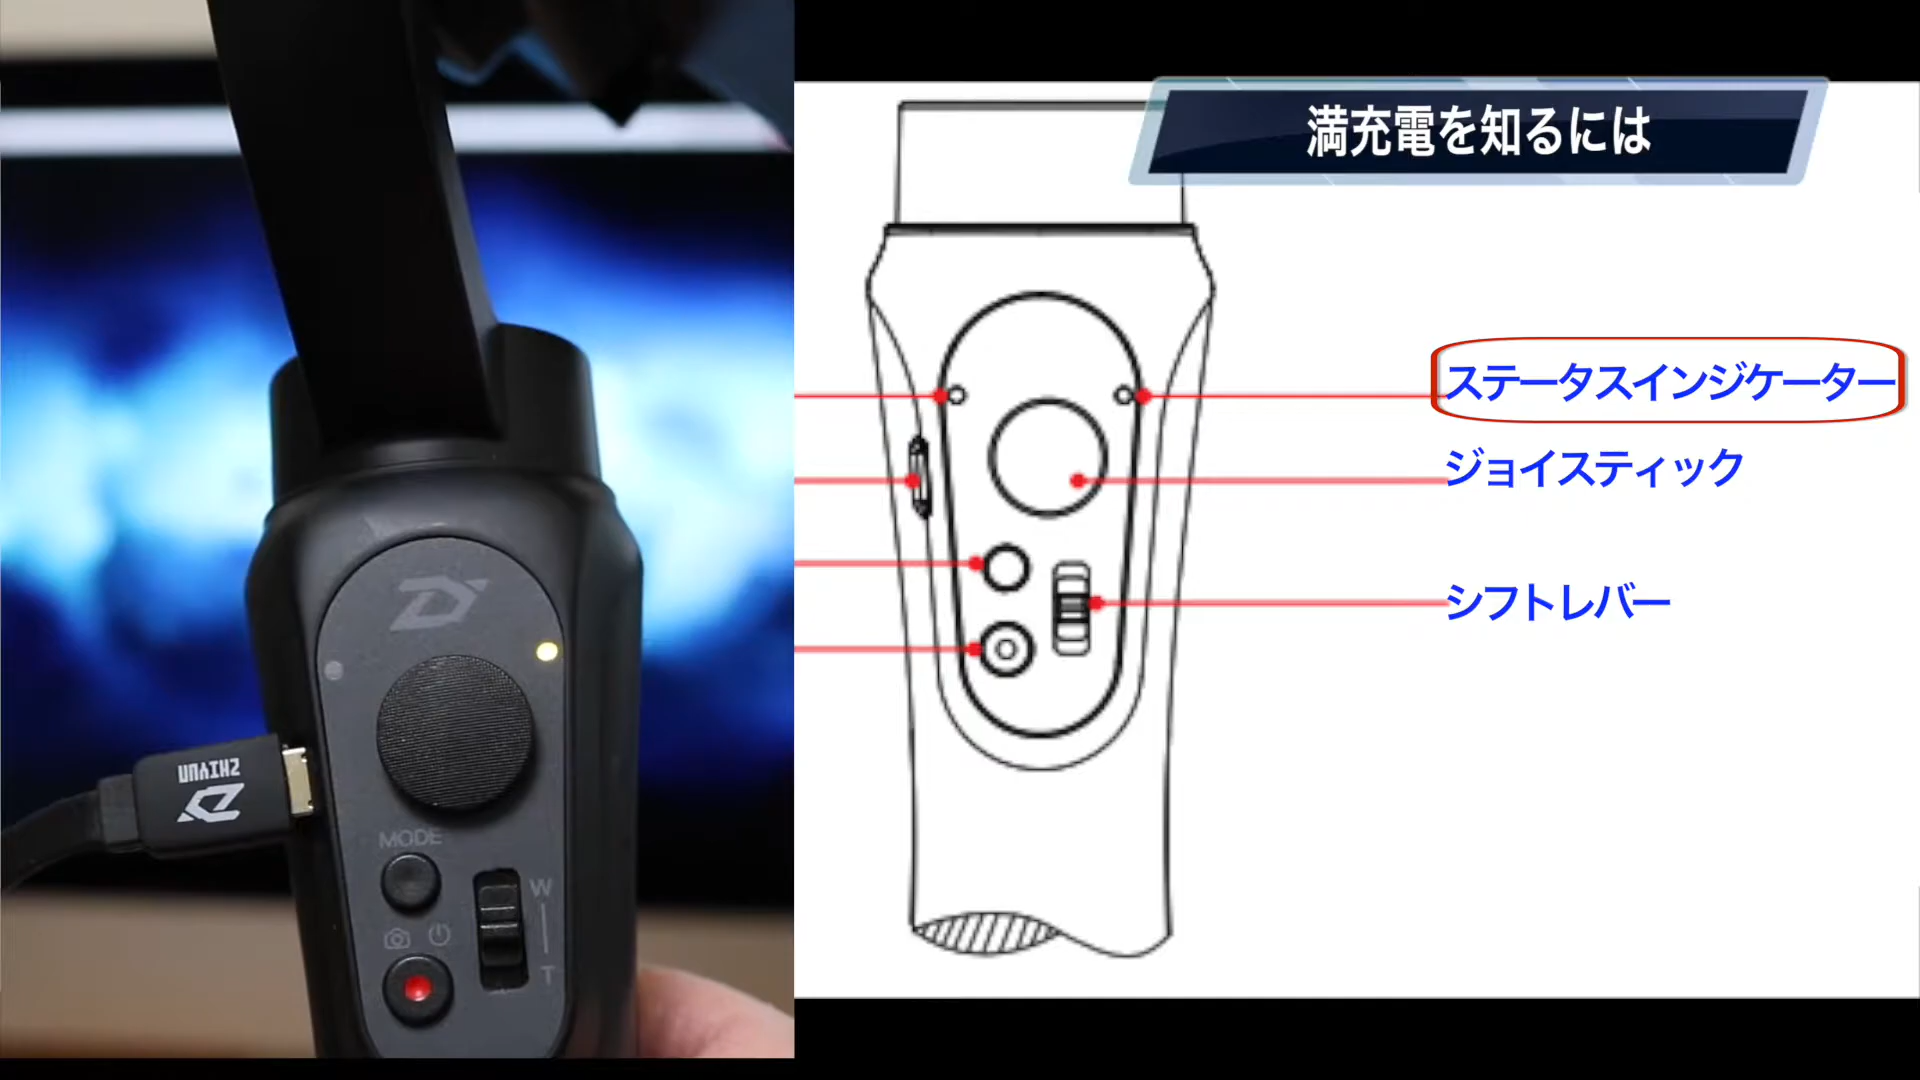 満充電を知るには
ステータスインジケーター
ジョイスティック
シフトレバー
ZHIYUN
MODE
W
T